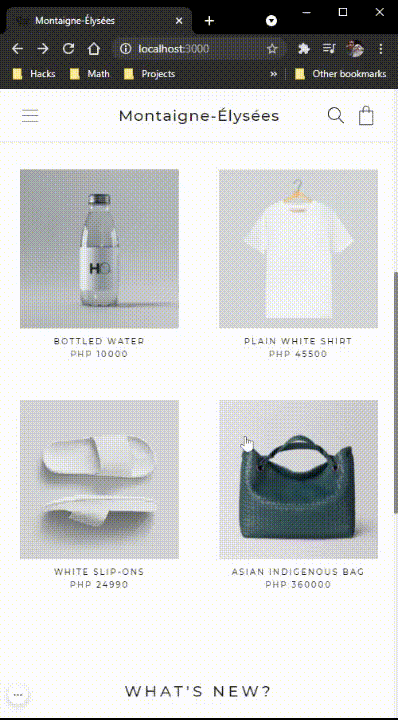 Montaigne-Élysées
localhost:3000
Hacks Math Projects » Other bookmarks
Montaigne-Élysées
H
BOTTLED WATER
PHP 10000
PLAIN WHITE SHIRT
PHP 45500
WHITE SLIP-ONS
PHP 24990
ASIAN INDIGENOUS BAG
PHP 360000
WHAT'S NEW?